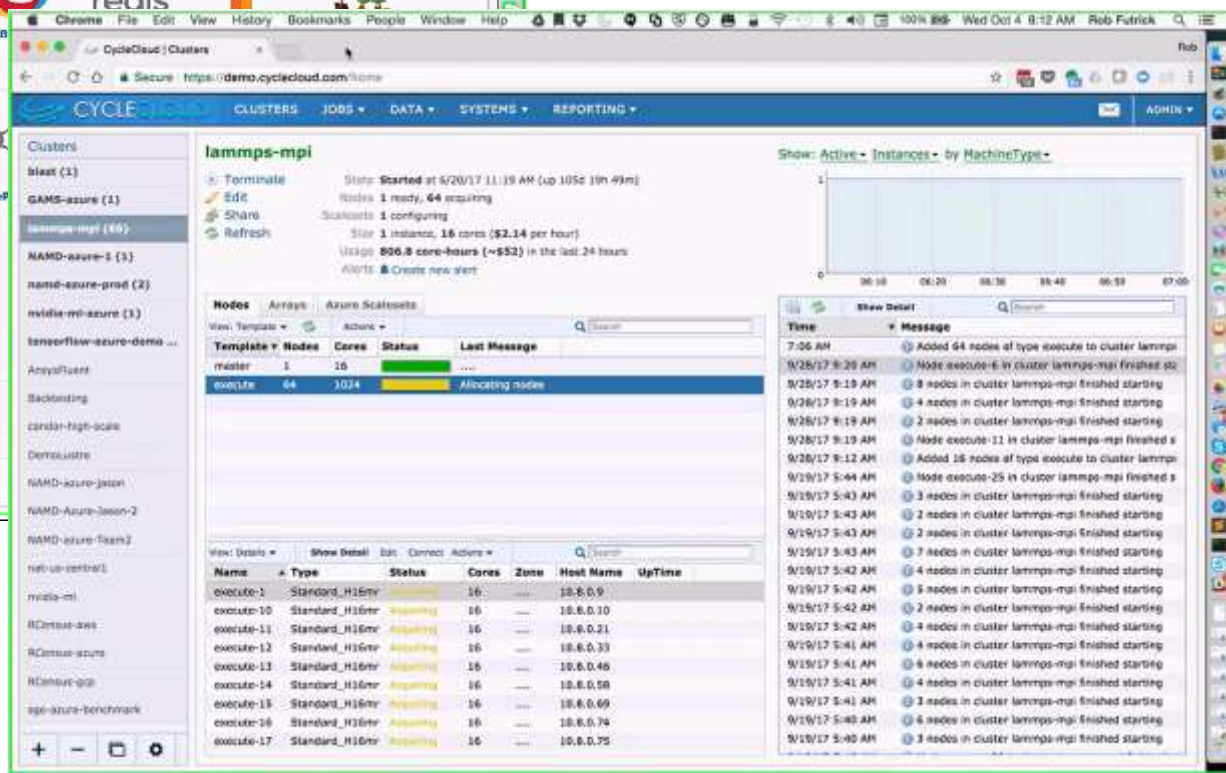 redis
Chrome File Edit View History Bookmarks People Window Help 100% Wed Oct 4 9:12 AM Rob Futrick
CycleCloud | Clusters
Rob
Secure https://demo.cyclecloud.com/home
CYCLE CLUSTERS JOBS DATA SYSTEMS REPORTING ADMIN
Clusters
blast (1)
GAMS-azure (1)
lammps-mpi (65)
NAMD-azure-1 (1)
namd-azure-prod (2)
nvidia-ml-azure (1)
tensorflow-azure-demo ...
AnsysFluent
Backtesting
condor-high-scale
DemoLustre
NAMD-azure-jason
NAMD-Azure-Jason-2
NAMD-azure-Team2
nat-us-central1
nvidia-ml
RCensus-aws
RCensus-azure
RCensus-gcp
sge-azure-benchmark
lammps-mpi
Terminate
Edit
Share
Refresh
State Started at 6/20/17 11:19 AM (up 105d 19h 49m)
Nodes 1 ready, 64 acquiring
Scalesets 1 configuring
Size 1 instance, 16 cores ($2.14 per hour)
Usage 806.8 core-hours (~$52) in the last 24 hours
Alerts Create new alert
Show: Active Instances by MachineType
1
0
06:10 06:20 06:30 06:40 06:50 07:00
Nodes Arrays Azure Scalesets
View: Template Actions Search
Template Nodes Cores Status Last Message
master 1 16 ....
execute 64 1024 Allocating nodes
View: Details Show Detail Edit Connect Actions Search
Name Type Status Cores Zone Host Name UpTime
execute-1 Standard_H16mr Acquiring 16 .... 10.8.0.9
execute-10 Standard_H16mr Acquiring 16 .... 10.8.0.10
execute-11 Standard_H16mr Acquiring 16 .... 10.8.0.21
execute-12 Standard_H16mr Acquiring 16 .... 10.8.0.33
execute-13 Standard_H16mr Acquiring 16 .... 10.8.0.46
execute-14 Standard_H16mr Acquiring 16 .... 10.8.0.58
execute-15 Standard_H16mr Acquiring 16 .... 10.8.0.69
execute-16 Standard_H16mr Acquiring 16 .... 10.8.0.74
execute-17 Standard_H16mr Acquiring 16 .... 10.8.0.75
Show Detail Search
Time Message
7:06 AM Added 64 nodes of type execute to cluster lammps
9/28/17 9:20 AM Node execute-6 in cluster lammps-mpi finished sta
9/28/17 9:19 AM 8 nodes in cluster lammps-mpi finished starting
9/28/17 9:19 AM 4 nodes in cluster lammps-mpi finished starting
9/28/17 9:19 AM 2 nodes in cluster lammps-mpi finished starting
9/28/17 9:19 AM Node execute-11 in cluster lammps-mpi finished s
9/28/17 9:12 AM Added 16 nodes of type execute to cluster lammps
9/19/17 5:44 AM Node execute-25 in cluster lammps-mpi finished s
9/19/17 5:43 AM 3 nodes in cluster lammps-mpi finished starting
9/19/17 5:43 AM 2 nodes in cluster lammps-mpi finished starting
9/19/17 5:43 AM 2 nodes in cluster lammps-mpi finished starting
9/19/17 5:43 AM 7 nodes in cluster lammps-mpi finished starting
9/19/17 5:42 AM 4 nodes in cluster lammps-mpi finished starting
9/19/17 5:42 AM 5 nodes in cluster lammps-mpi finished starting
9/19/17 5:42 AM 2 nodes in cluster lammps-mpi finished starting
9/19/17 5:42 AM 4 nodes in cluster lammps-mpi finished starting
9/19/17 5:41 AM 4 nodes in cluster lammps-mpi finished starting
9/19/17 5:41 AM 6 nodes in cluster lammps-mpi finished starting
9/19/17 5:41 AM 4 nodes in cluster lammps-mpi finished starting
9/19/17 5:41 AM 3 nodes in cluster lammps-mpi finished starting
9/19/17 5:40 AM 6 nodes in cluster lammps-mpi finished starting
9/19/17 5:40 AM 3 nodes in cluster lammps-mpi finished starting